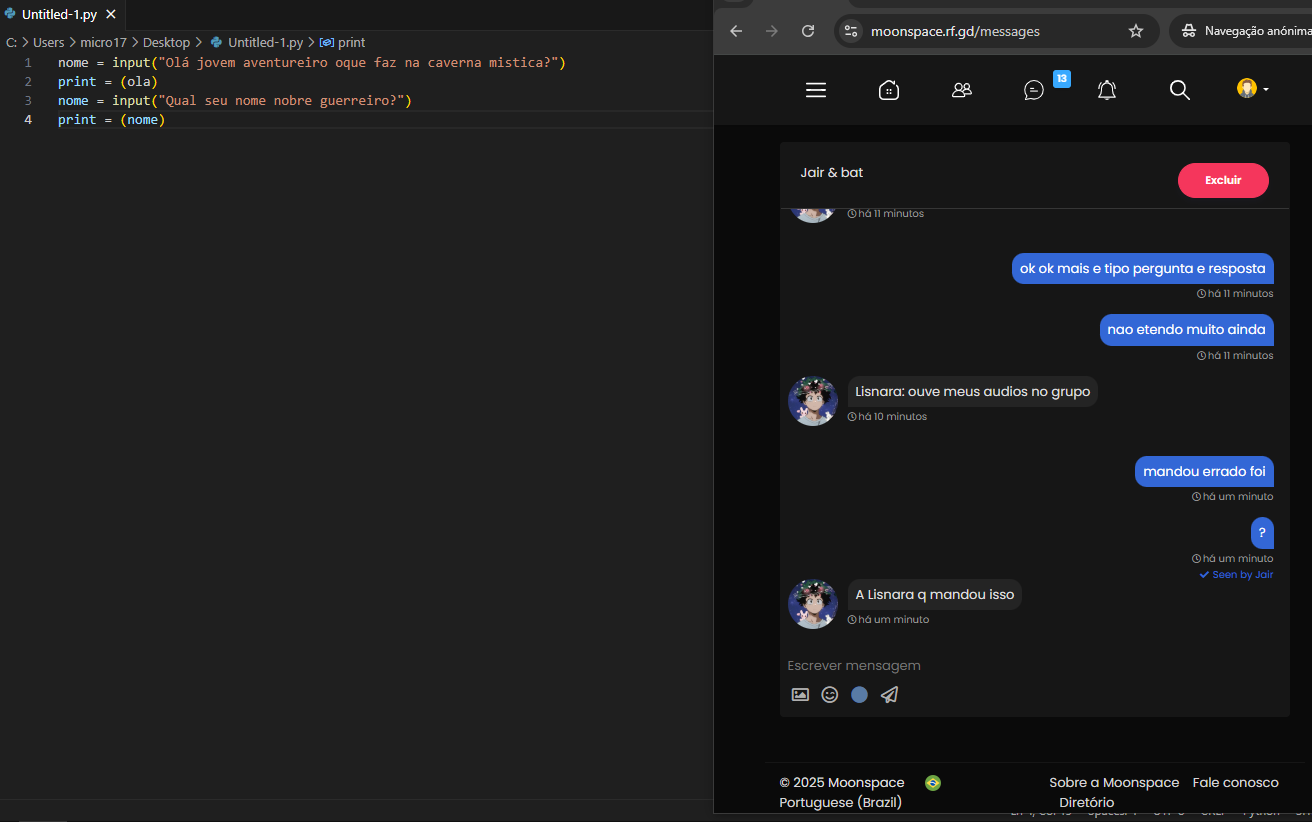 Untitled-1.py
C: > Users > micro17 > Desktop > Untitled-1.py > print
1 nome = input("Olá jovem aventureiro oque faz na caverna mistica?")
2 print = (ola)
3 nome = input("Qual seu nome nobre guerreiro?")
4 print = (nome)
moonspace.rf.gd/messages
Navegação anónima
13
Jair & bat
Excluir
há 11 minutos
ok ok mais e tipo pergunta e resposta
há 11 minutos
nao etendo muito ainda
há 11 minutos
Lisnara: ouve meus audios no grupo
há 10 minutos
mandou errado foi
há um minuto
?
há um minuto
Seen by Jair
A Lisnara q mandou isso
há um minuto
Escrever mensagem
© 2025 Moonspace
Portuguese (Brazil)
Sobre a Moonspace Fale conosco
Diretório